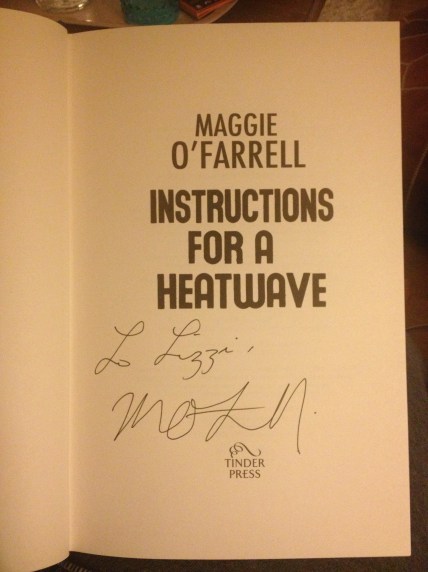 MAGGIE
O'FARRELL
INSTRUCTIONS
FOR A
HEATWAVE
To Lizzi,
TINDER
PRESS